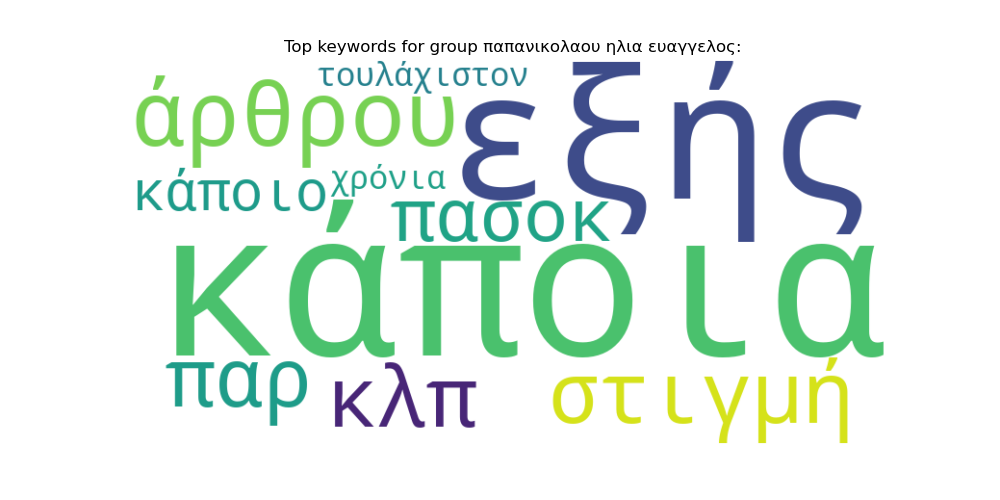 Top keywords for group παπανικολαου ηλια ευαγγελος:
τουλάχιστον
άρθρου
εξής
κάποιο
χρόνια
πασοκ
κάποια
παρ
κλπ
στιγμή